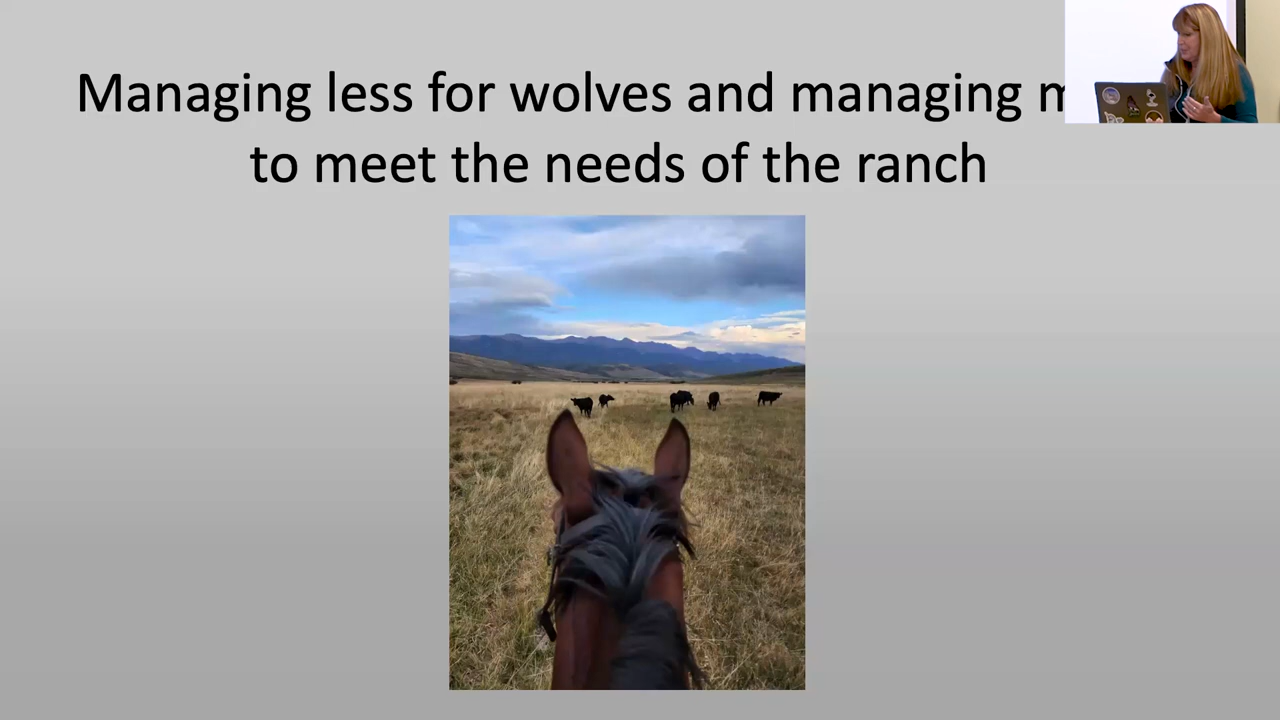 Managing less for wolves and managing
to meet the needs of the ranch